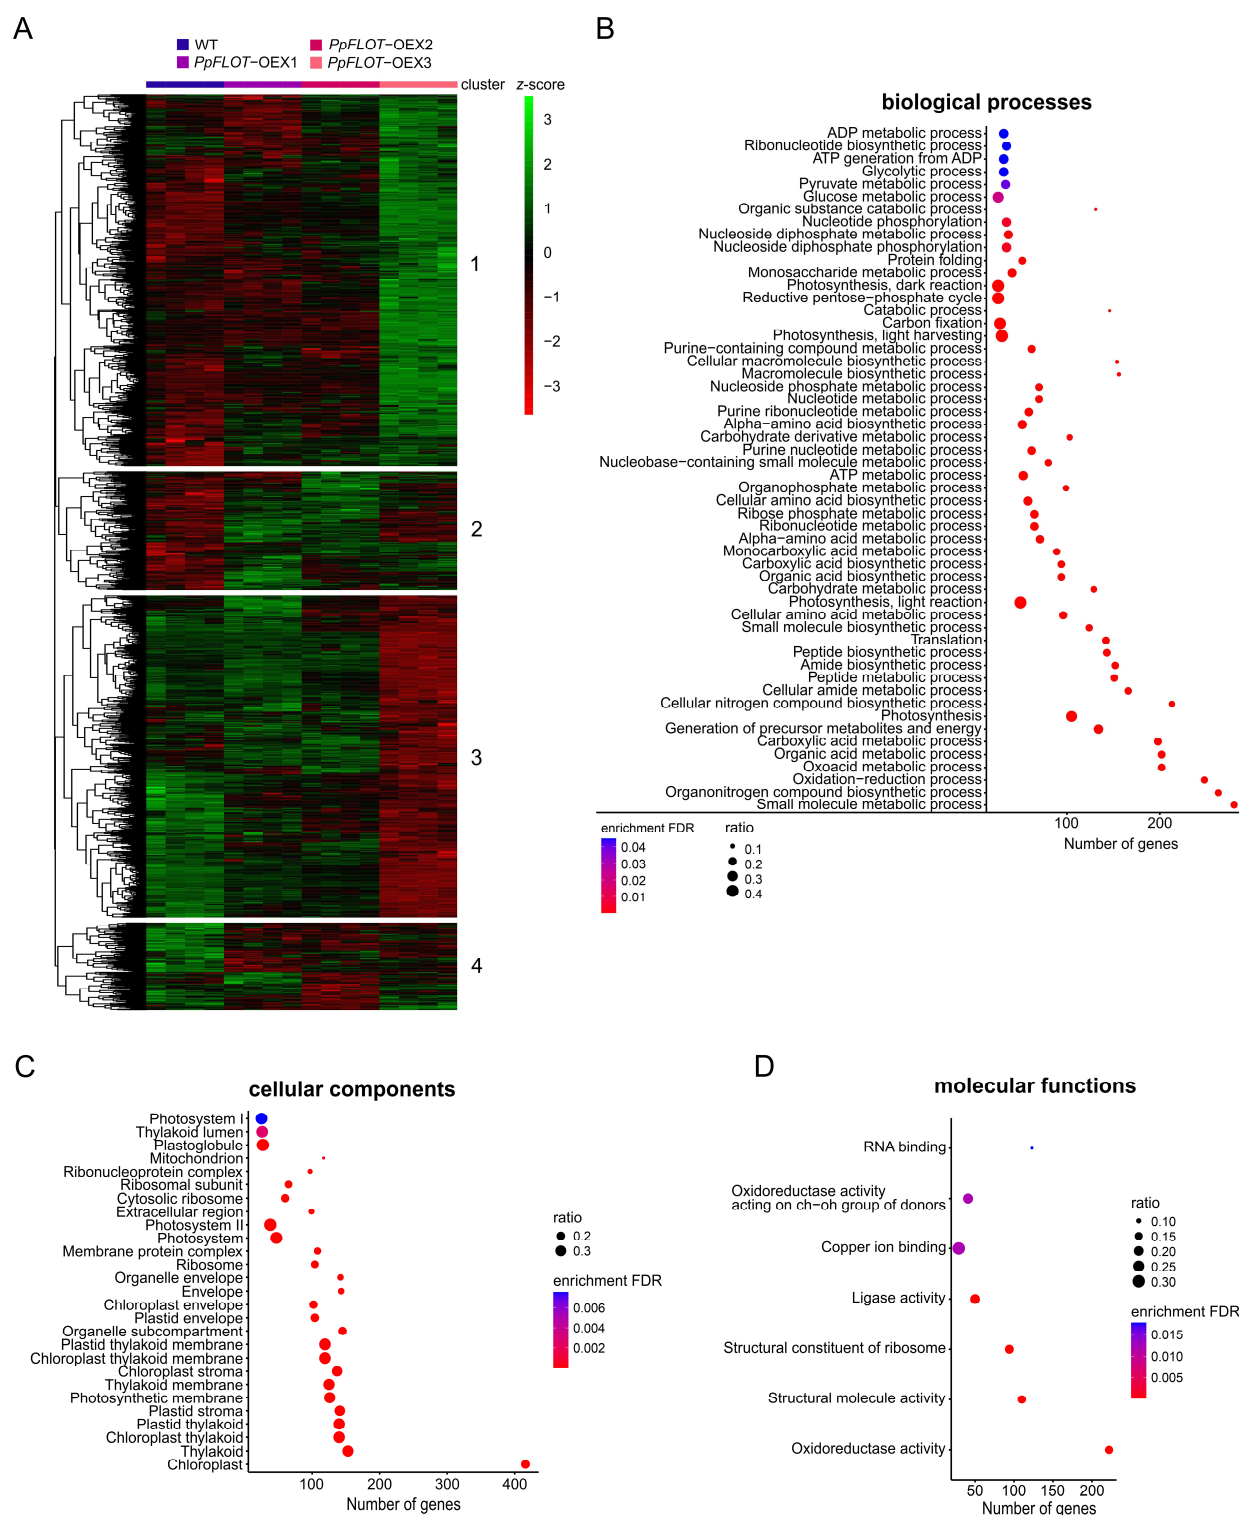 A
WT
PpFLOT−OEX2
PpFLOT−OEX1
PpFLOT−OEX3
cluster
z-score
3
2
1
0
−1
−2
−3
1
2
3
4
B
biological processes
ADP metabolic process
Ribonucleotide biosynthetic process
ATP generation from ADP
Glycolytic process
Pyruvate metabolic process
Glucose metabolic process
Organic substance catabolic process
Nucleotide phosphorylation
Nucleoside diphosphate metabolic process
Nucleoside diphosphate phosphorylation
Protein folding
Monosaccharide metabolic process
Photosynthesis, dark reaction
Reductive pentose−phosphate cycle
Catabolic process
Carbon fixation
Photosynthesis, light harvesting
Purine−containing compound metabolic process
Cellular macromolecule biosynthetic process
Macromolecule biosynthetic process
Nucleoside phosphate metabolic process
Nucleotide metabolic process
Purine ribonucleotide metabolic process
Alpha−amino acid biosynthetic process
Carbohydrate derivative metabolic process
Purine nucleotide metabolic process
Nucleobase−containing small molecule metabolic process
ATP metabolic process
Organophosphate metabolic process
Cellular amino acid biosynthetic process
Ribose phosphate metabolic process
Ribonucleotide metabolic process
Alpha−amino acid metabolic process
Monocarboxylic acid metabolic process
Carboxylic acid biosynthetic process
Organic acid biosynthetic process
Carbohydrate metabolic process
Photosynthesis, light reaction
Cellular amino acid metabolic process
Small molecule biosynthetic process
Translation
Peptide biosynthetic process
Amide biosynthetic process
Peptide metabolic process
Cellular amide metabolic process
Cellular nitrogen compound biosynthetic process
Photosynthesis
Generation of precursor metabolites and energy
Carboxylic acid metabolic process
Organic acid metabolic process
Oxoacid metabolic process
Oxidation−reduction process
Organonitrogen compound biosynthetic process
Small molecule metabolic process
100
200
Number of genes
enrichment FDR
0.04
0.03
0.02
0.01
ratio
0.1
0.2
0.3
0.4
C
cellular components
Photosystem I
Thylakoid lumen
Plastoglobule
Mitochondrion
Ribonucleoprotein complex
Ribosomal subunit
Cytosolic ribosome
Extracellular region
Photosystem II
Photosystem
Membrane protein complex
Ribosome
Organelle envelope
Envelope
Chloroplast envelope
Plastid envelope
Organelle subcompartment
Plastid thylakoid membrane
Chloroplast thylakoid membrane
Chloroplast stroma
Thylakoid membrane
Photosynthetic membrane
Plastid stroma
Plastid thylakoid
Chloroplast thylakoid
Thylakoid
Chloroplast
100
200
300
400
Number of genes
ratio
0.2
0.3
enrichment FDR
0.006
0.004
0.002
D
molecular functions
RNA binding
Oxidoreductase activity
acting on ch−oh group of donors
Copper ion binding
Ligase activity
Structural constituent of ribosome
Structural molecule activity
Oxidoreductase activity
50
100
150
200
Number of genes
ratio
0.10
0.15
0.20
0.25
0.30
enrichment FDR
0.015
0.010
0.005